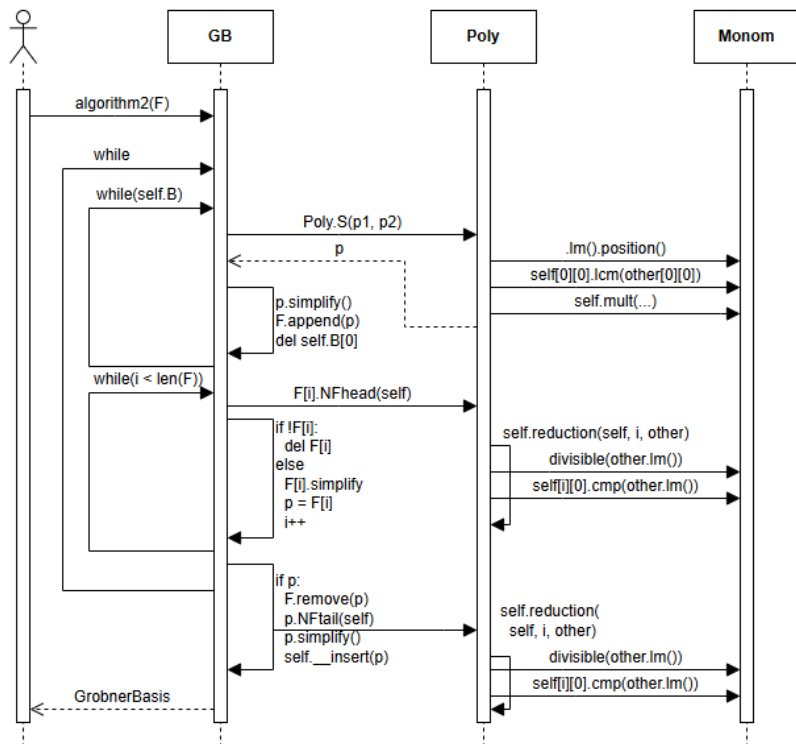 GB
Poly
Monom
algorithm2(F)
while
while(self.B)
Poly.S(p1, p2)
p
.lm().position()
self[0][0].lcm(other[0][0])
self.mult(...)
p.simplify()
F.append(p)
del self.B[0]
while(i < len(F))
F[i].NFhead(self)
if !F[i]:
del F[i]
else
F[i].simplify
p = F[i]
i++
self.reduction(self, i, other)
divisible(other.lm())
self[i][0].cmp(other.lm())
if p:
F.remove(p)
p.NFtail(self)
p.simplify()
self.__insert(p)
self.reduction(
self, i, other)
divisible(other.lm())
self[i][0].cmp(other.lm())
GrobnerBasis